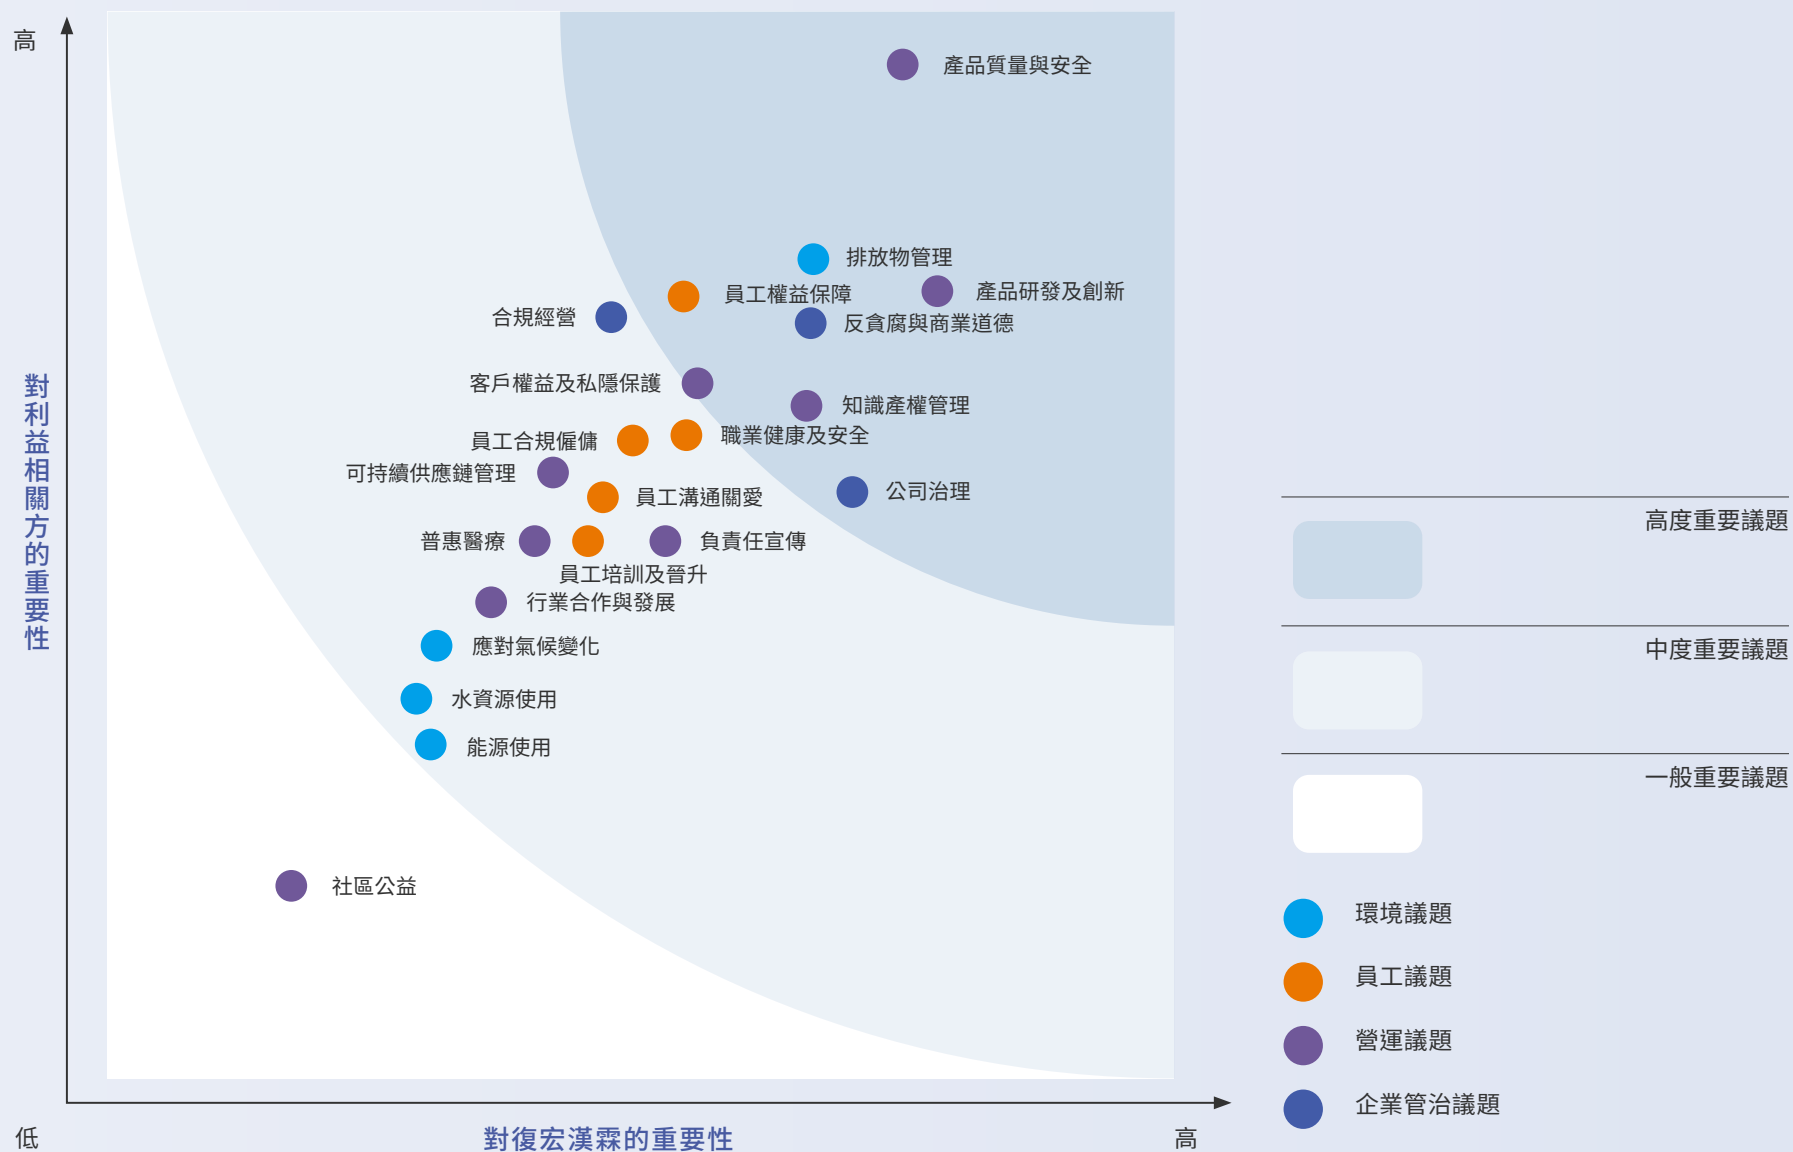 高
產品質量與安全
排放物管理
員工權益保障
產品研發及創新
合規經營
反貪腐與商業道德
客戶權益及私隱保護
知識產權管理
員工合規僱傭
職業健康及安全
可持續供應鏈管理
員工溝通關愛
公司治理
普惠醫療
負責任宣傳
員工培訓及晉升
行業合作與發展
應對氣候變化
水資源使用
能源使用
社區公益
對利益相關方的重要性
低
對復宏漢霖的重要性
高
高度重要議題
中度重要議題
一般重要議題
環境議題
員工議題
營運議題
企業管治議題